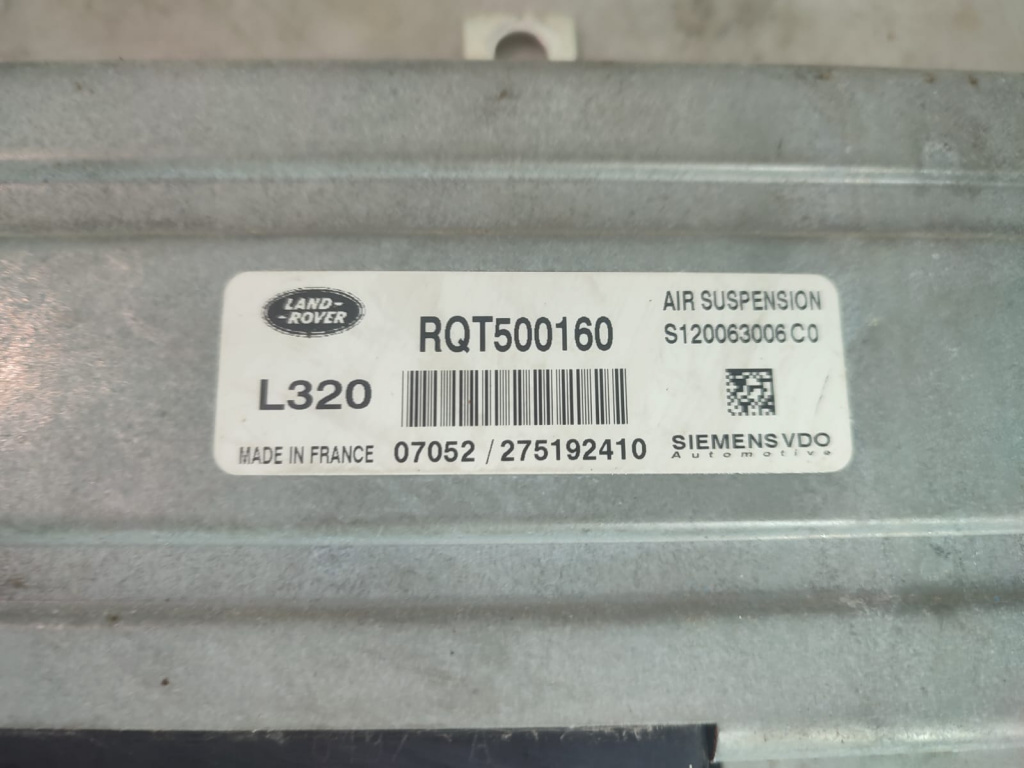 LAND-
-ROVER
RQT500160
AIR SUSPENSION
S120063006 C0
L320
MADE IN FRANCE
07052 / 275192410
SIEMENS VDO
Automotive